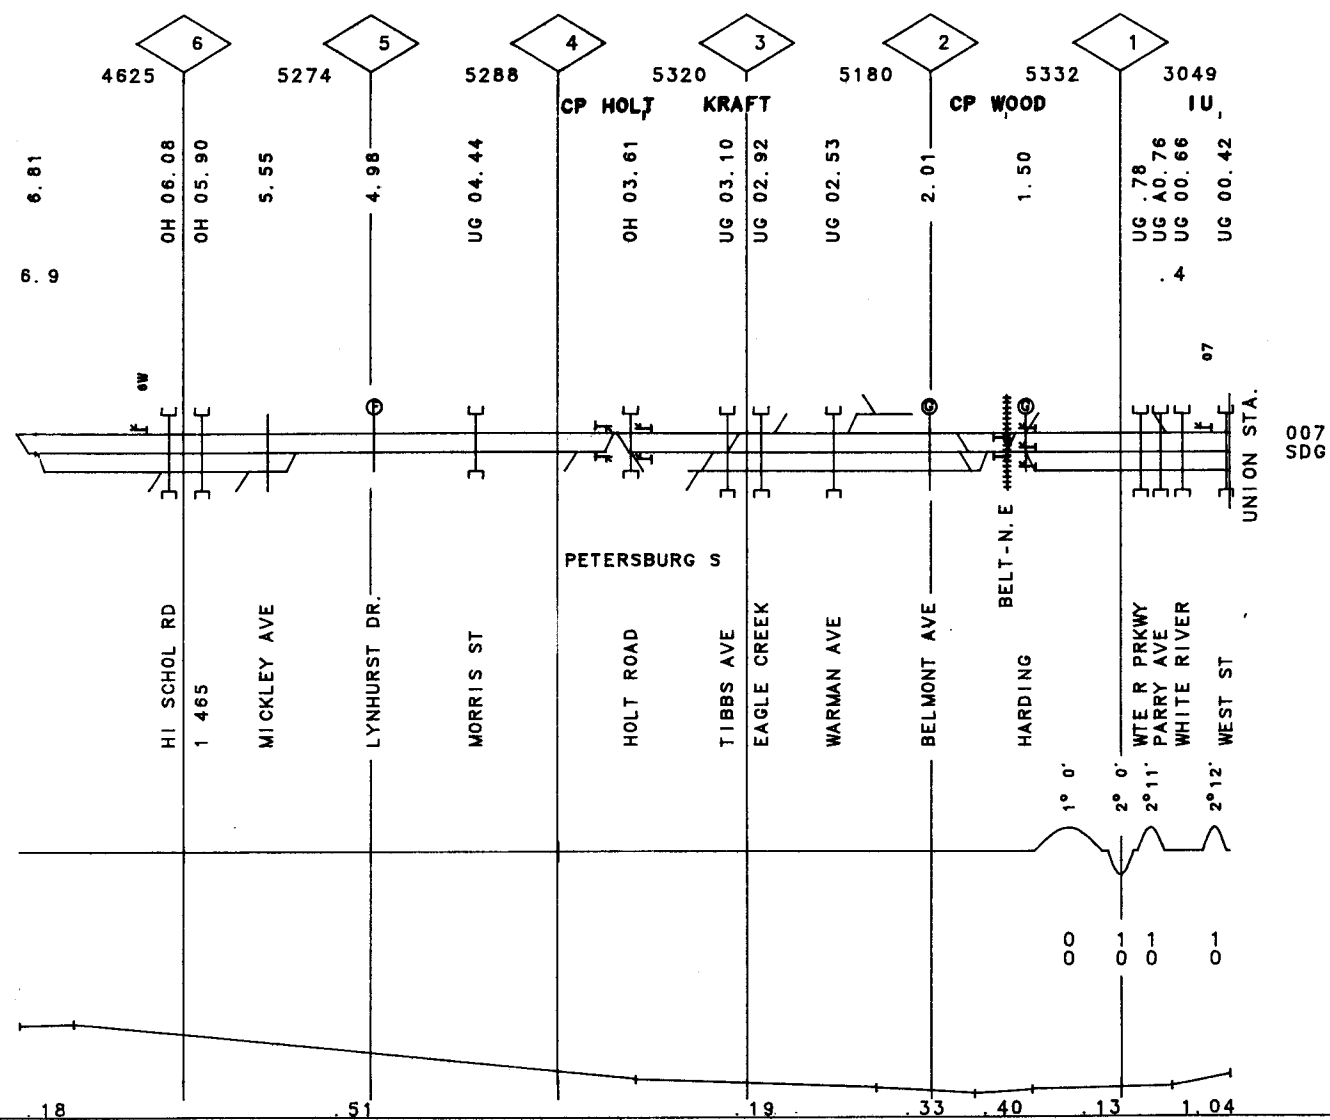 6 5 4 3 2 1
4625 5274 5288 5320 5180 5332 3049
CP HOLT KRAFT CP WOOD IU
6.81
OH 06.08
OH 05.90
5.55
4.98
UG 04.44
OH 03.61
UG 03.10
UG 02.92
UG 02.53
2.01
1.50
UG .78
UG A0.76
UG 00.66
UG 00.42
6.9
.4
6W
07
F
G
G
UNION STA.
007
SDG
BELT-N.E
PETERSBURG S
HI SCHOL RD
1 465
MICKLEY AVE
LYNHURST DR.
MORRIS ST
HOLT ROAD
TIBBS AVE
EAGLE CREEK
WARMAN AVE
BELMONT AVE
HARDING
WTE R PRKWY
PARRY AVE
WHITE RIVER
WEST ST
1° 0'
2° 0'
2°11'
2°12'
0 1 1 1
0 0 0 0
.18 .51 .19 .33 .40 .13 1.04